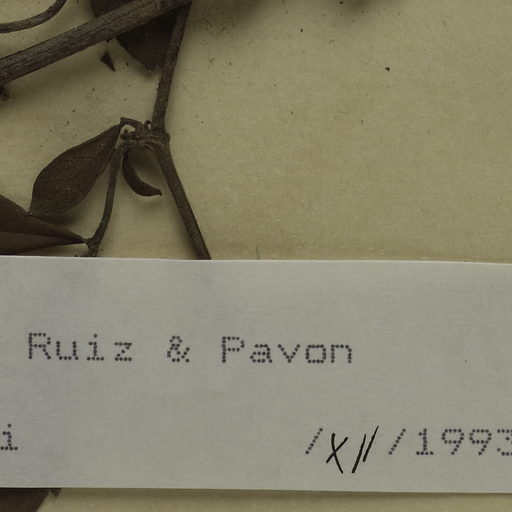 Ruiz & Pavon
i /XII/1993